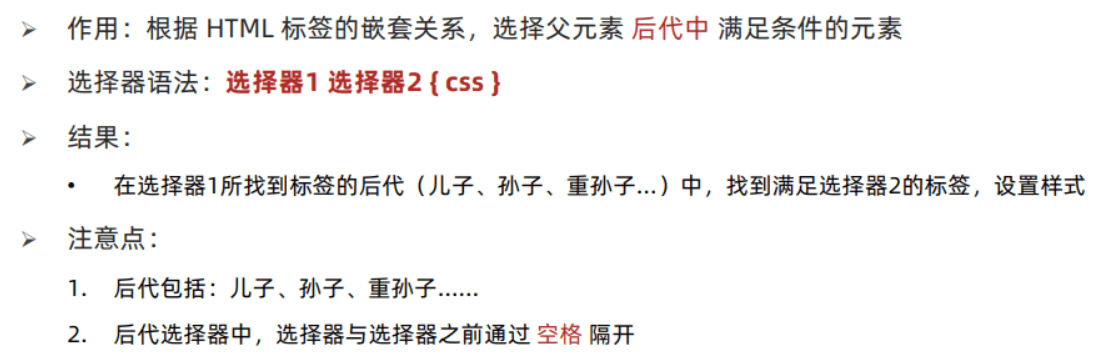 ➢ 作用：根据 HTML 标签的嵌套关系，选择父元素 后代中 满足条件的元素
➢ 选择器语法：选择器1 选择器2 { css }
➢ 结果：
• 在选择器1所找到标签的后代（儿子、孙子、重孙子...）中，找到满足选择器2的标签，设置样式
➢ 注意点：
1. 后代包括：儿子、孙子、重孙子......
2. 后代选择器中，选择器与选择器之前通过 空格 隔开